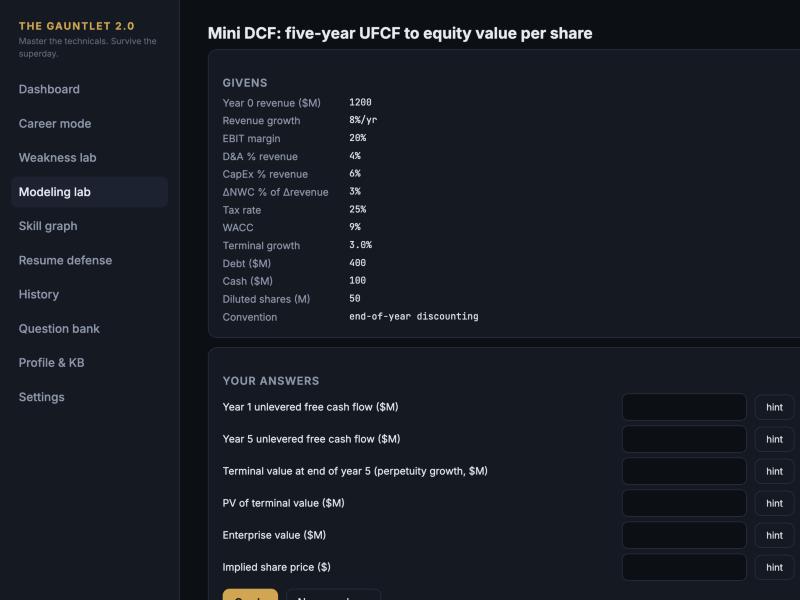 THE GAUNTLET 2.0
Master the technicals. Survive the
superday.
Dashboard
Career mode
Weakness lab
Modeling lab
Skill graph
Resume defense
History
Question bank
Profile & KB
Settings
Mini DCF: five-year UFCF to equity value per share
GIVENS
Year 0 revenue ($M) 1200
Revenue growth 8%/yr
EBIT margin 20%
D&A % revenue 4%
CapEx % revenue 6%
ΔNWC % of Δrevenue 3%
Tax rate 25%
WACC 9%
Terminal growth 3.0%
Debt ($M) 400
Cash ($M) 100
Diluted shares (M) 50
Convention end-of-year discounting
YOUR ANSWERS
Year 1 unlevered free cash flow ($M) hint
Year 5 unlevered free cash flow ($M) hint
Terminal value at end of year 5 (perpetuity growth, $M) hint
PV of terminal value ($M) hint
Enterprise value ($M) hint
Implied share price ($) hint